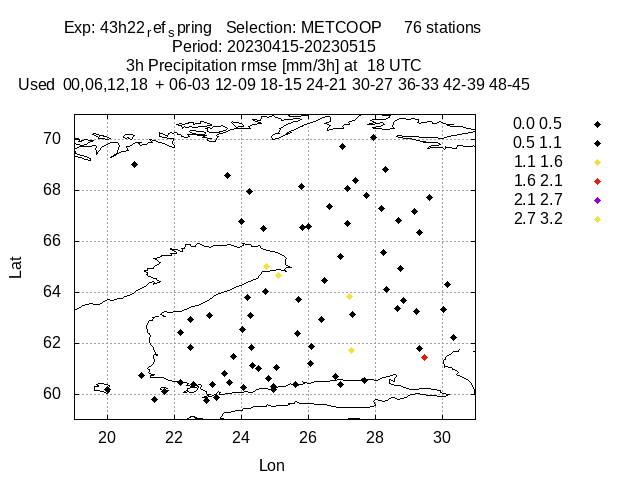 Exp: 43h22refspring Selection: METCOOP 76 stations
Period: 20230415-20230515
3h Precipitation rmse [mm/3h] at 18 UTC
Used 00,06,12,18 + 06-03 12-09 18-15 24-21 30-27 36-33 42-39 48-45
0.0 0.5
0.5 1.1
1.1 1.6
1.6 2.1
2.1 2.7
2.7 3.2
70
68
66
64
62
60
Lat
20 22 24 26 28 30
Lon